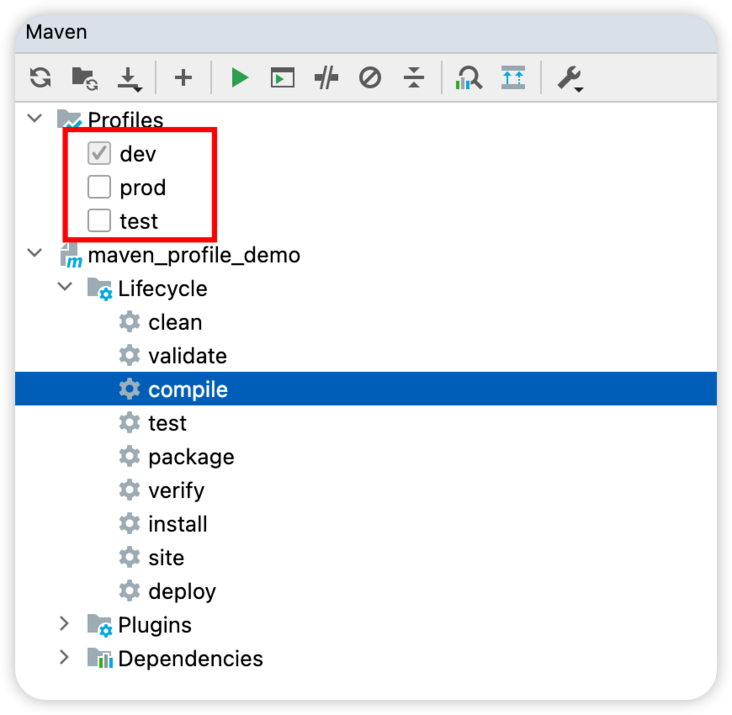 Maven
Profiles
dev
prod
test
maven_profile_demo
Lifecycle
clean
validate
compile
test
package
verify
install
site
deploy
Plugins
Dependencies